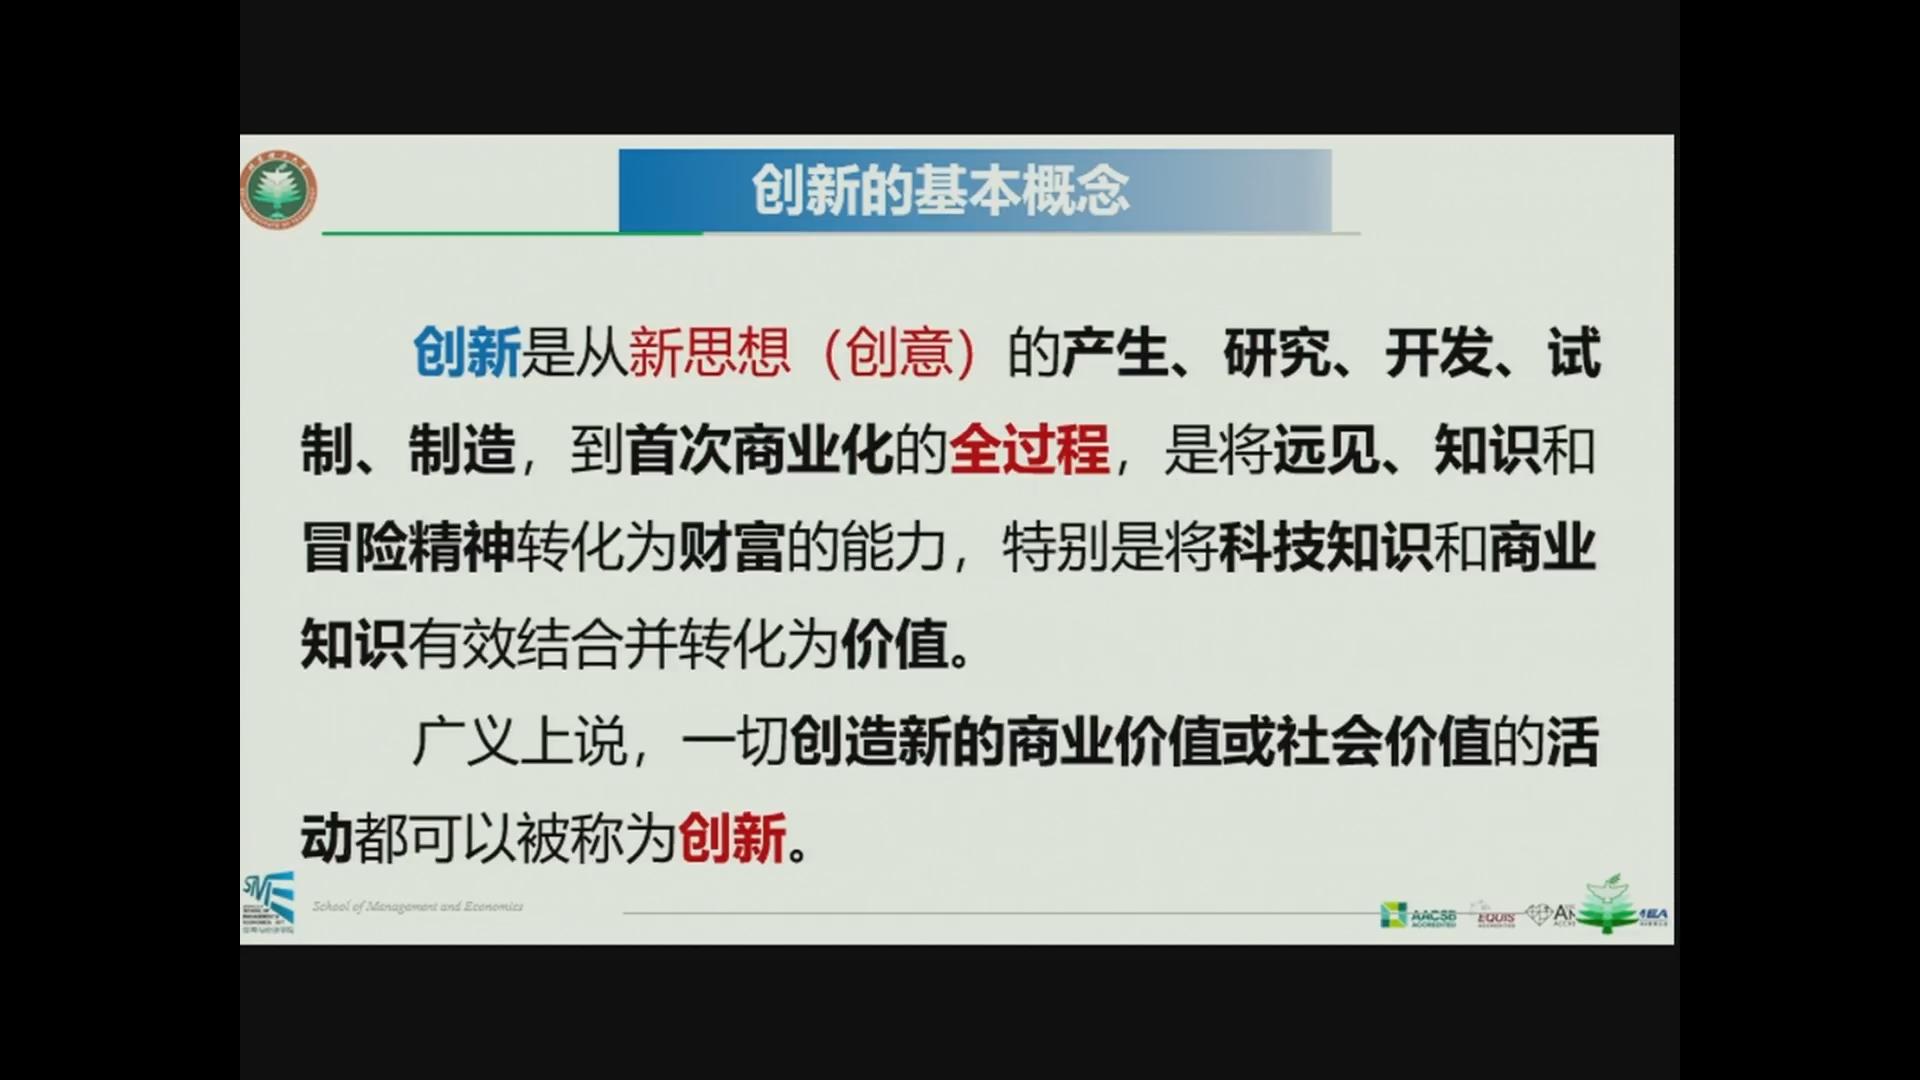 创新的基本概念
创新是从新思想（创意）的产生、研究、开发、试
制、制造，到首次商业化的全过程，是将远见、知识和
冒险精神转化为财富的能力，特别是将科技知识和商业
知识有效结合并转化为价值。
广义上说，一切创造新的商业价值或社会价值的活
动都可以被称为创新。
School of Management and Economics
AACSB
ACCREDITED
EQUIS
ACCREDITED